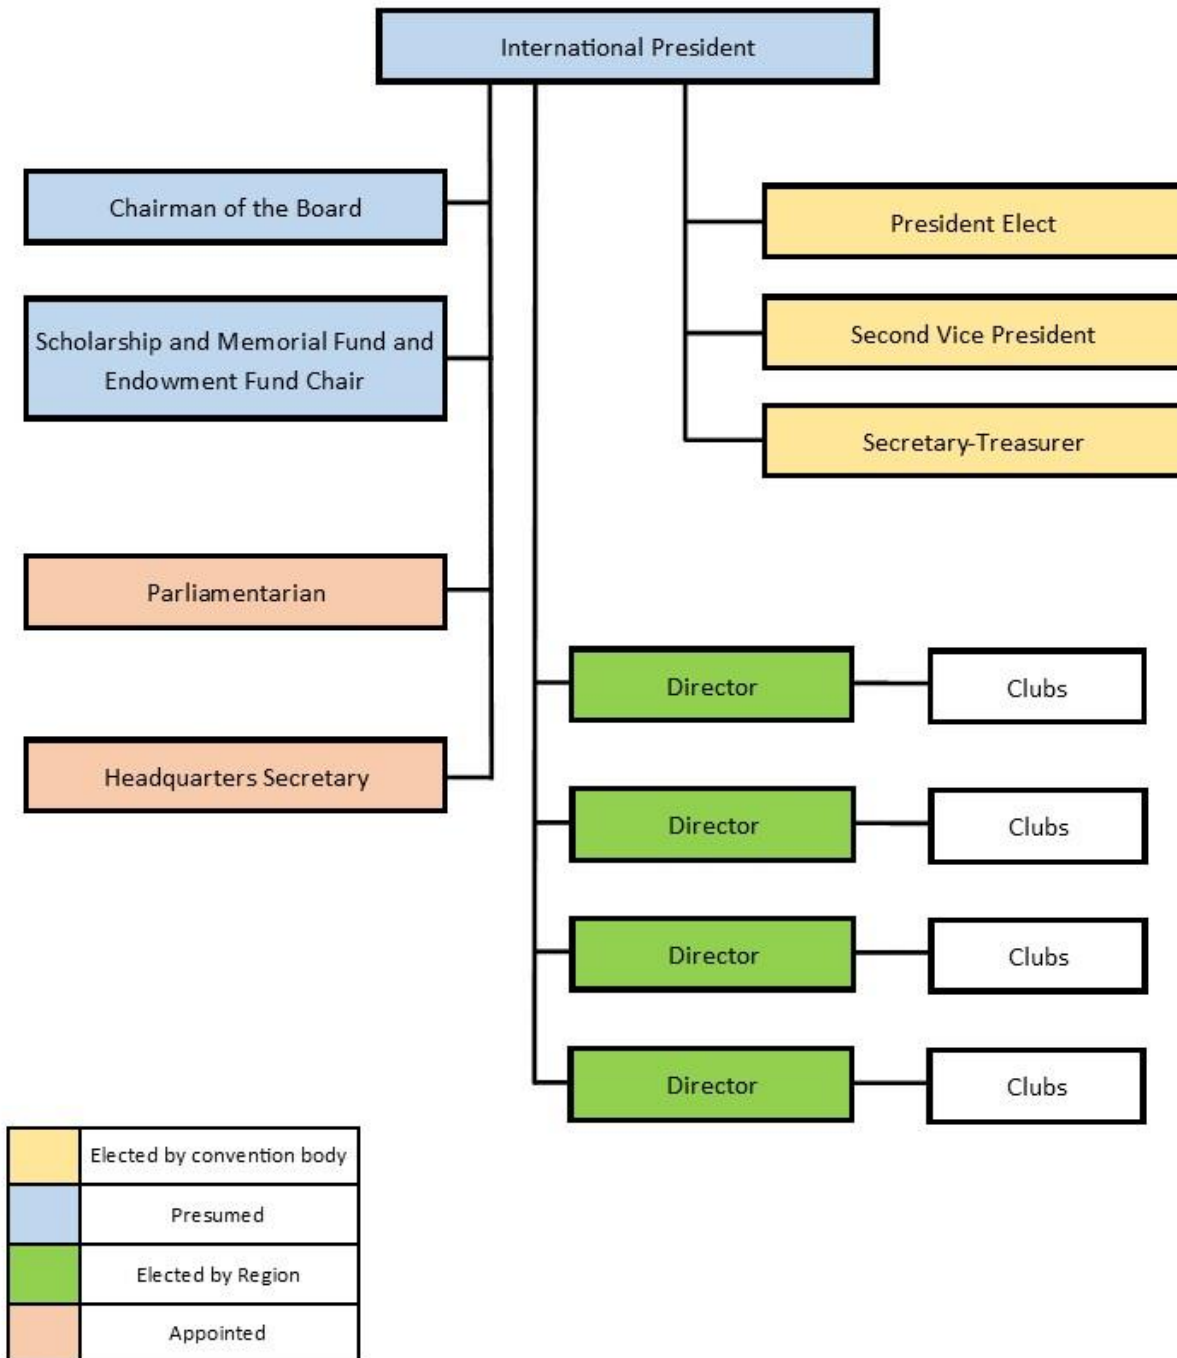 International President
Chairman of the Board
President Elect
Scholarship and Memorial Fund and
Endowment Fund Chair
Second Vice President
Secretary-Treasurer
Parliamentarian
Director
Clubs
Headquarters Secretary
Director
Clubs
Director
Clubs
Director
Clubs
Elected by convention body
Presumed
Elected by Region
Appointed